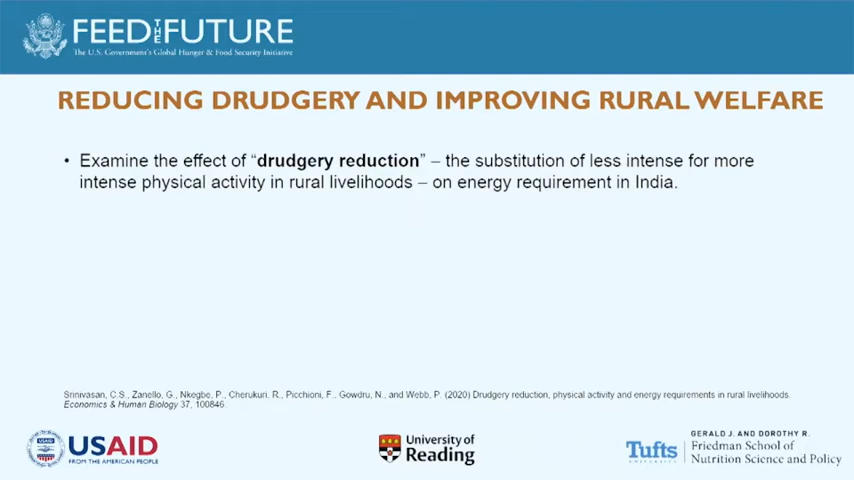 FEED THE FUTURE
The U.S. Government's Global Hunger & Food Security Initiative
REDUCING DRUDGERY AND IMPROVING RURAL WELFARE
• Examine the effect of “drudgery reduction” – the substitution of less intense for more
intense physical activity in rural livelihoods – on energy requirement in India.
Srinivasan, C.S., Zanello, G., Nkegbe, P., Cherukuri. R., Picchioni, F., Gowdru, N., and Webb, P. (2020) Drudgery reduction, physical activity and energy requirements in rural livelihoods.
Economics & Human Biology 37, 100846.
USAID
FROM THE AMERICAN PEOPLE
University of
Reading
Tufts
UNIVERSITY
GERALD J. AND DOROTHY R.
Friedman School of
Nutrition Science and Policy